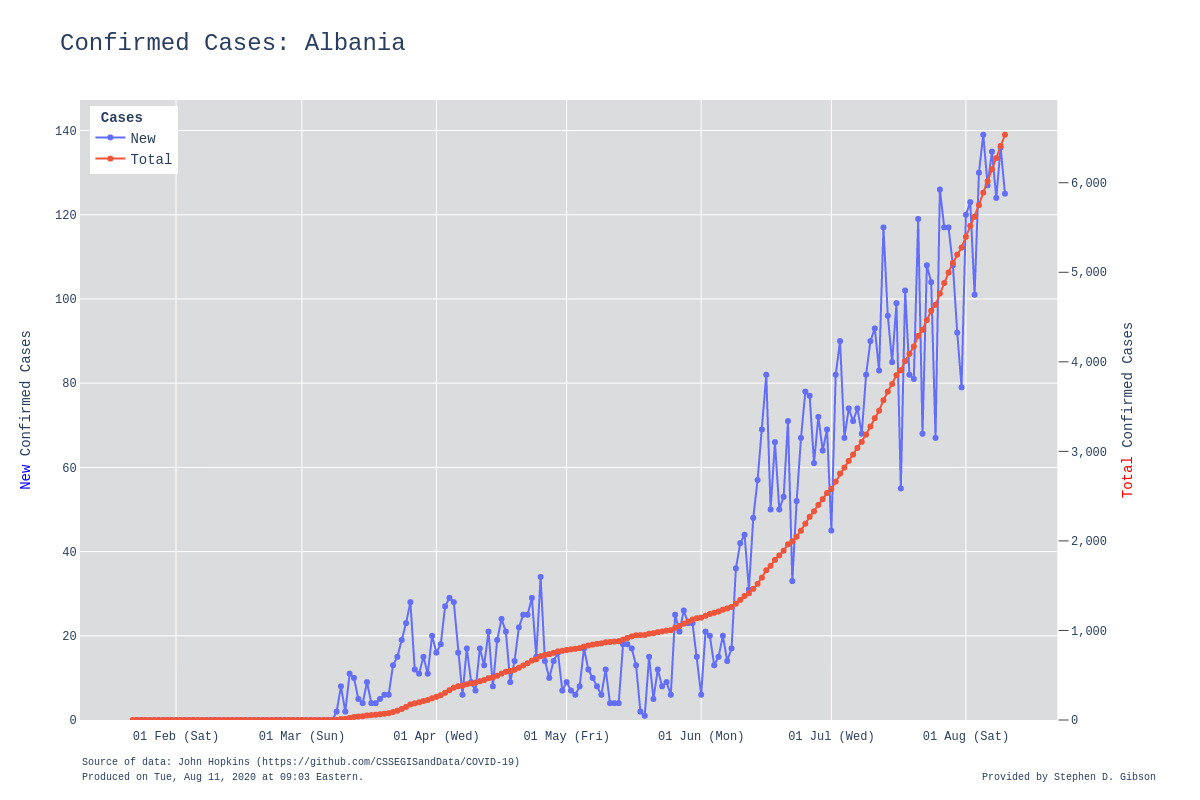 Confirmed Cases: Albania
Cases
New
Total
140
120
100
80
60
40
20
0
6,000
5,000
4,000
3,000
2,000
1,000
0
New Confirmed Cases
Total Confirmed Cases
01 Feb (Sat)
01 Mar (Sun)
01 Apr (Wed)
01 May (Fri)
01 Jun (Mon)
01 Jul (Wed)
01 Aug (Sat)
Source of data: John Hopkins (https://github.com/CSSEGISandData/COVID-19)
Produced on Tue, Aug 11, 2020 at 09:03 Eastern.
Provided by Stephen D. Gibson